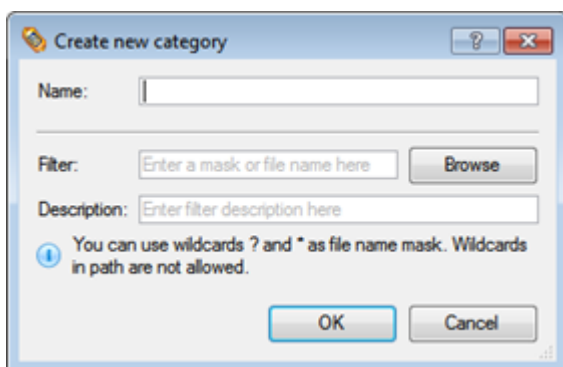 Create new category
Name:
Filter: Enter a mask or file name here Browse
Description: Enter filter description here
You can use wildcards ? and * as file name mask. Wildcards
in path are not allowed.
OK Cancel